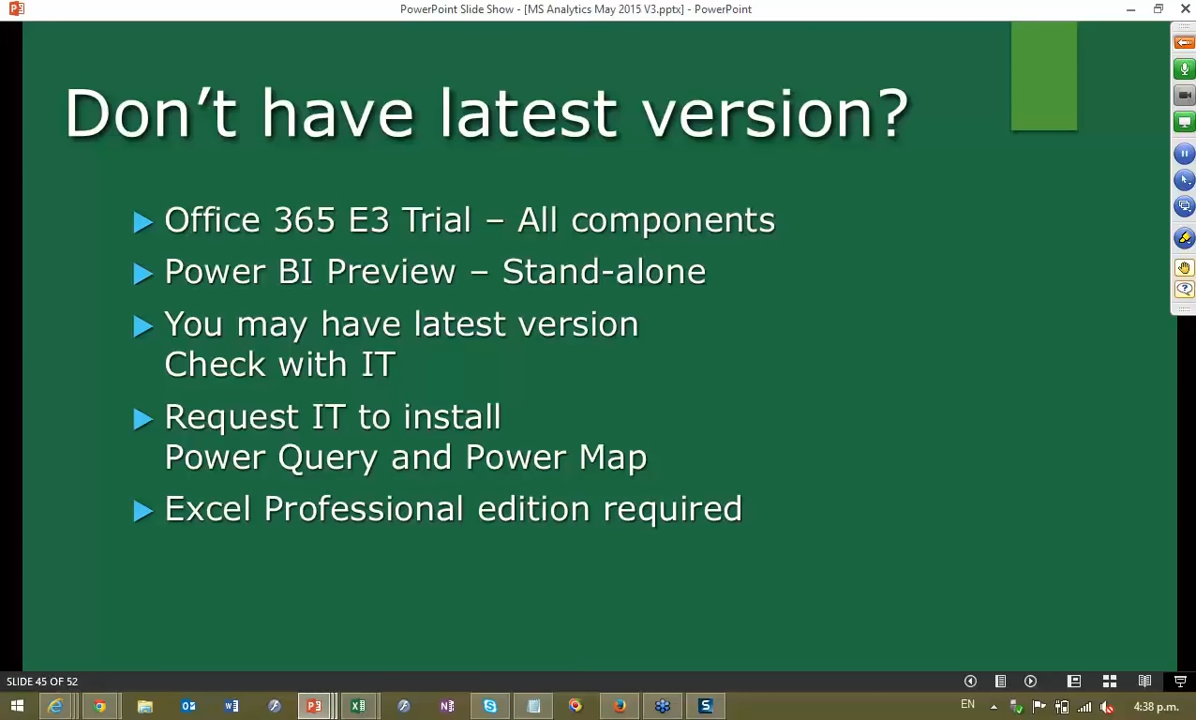 PowerPoint Slide Show - [MS Analytics May 2015 V3.pptx] - PowerPoint
Don't have latest version?
Office 365 E3 Trial – All components
Power BI Preview – Stand-alone
You may have latest version
Check with IT
Request IT to install
Power Query and Power Map
Excel Professional edition required
SLIDE 45 OF 52
EN
4:38 p.m.